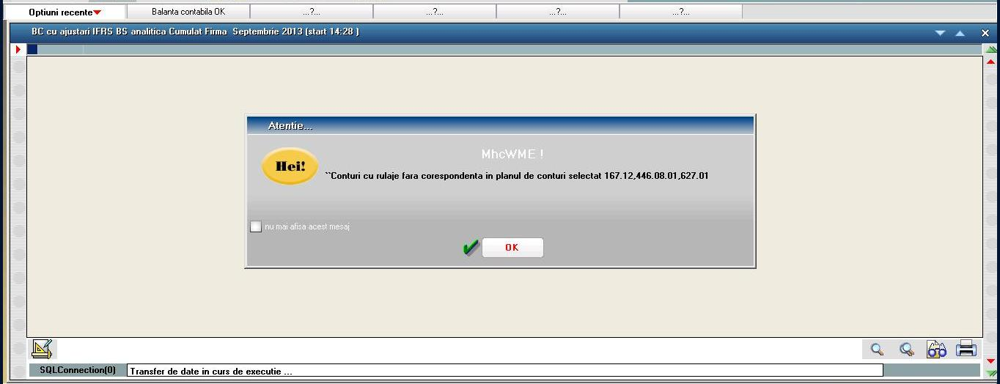 Optiuni recente
Balanta contabila OK
...?...
...?...
...?...
...?...
BC cu ajustari IFRS BS analitica Cumulat Firma Septembrie 2013 (start 14:28 )
Atentie...
Hei!
MhcWME !
``Conturi cu rulaje fara corespondenta in planul de conturi selectat 167.12,446.08.01,627.01
nu mai afisa acest mesaj
OK
SQLConnection(0)
Transfer de date in curs de executie ...